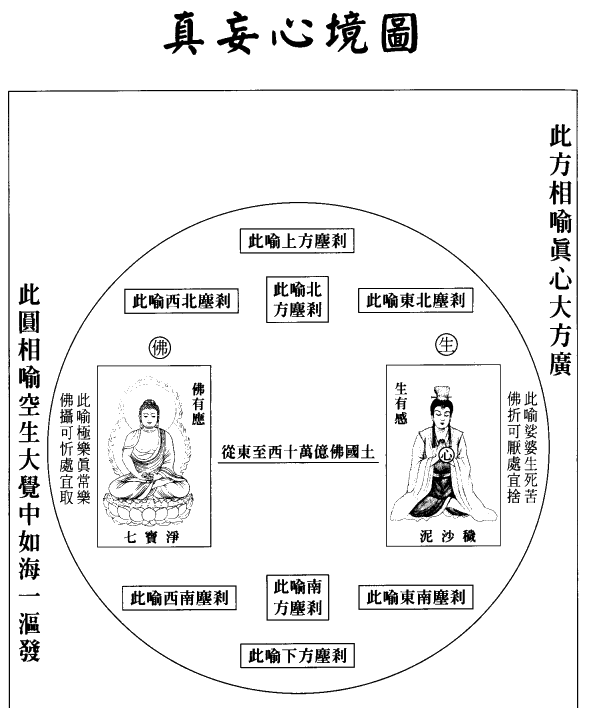 真妄心境圖
此方相喻眞心大方廣
此圓相喻空生大覺中如海一漚發
此喻上方塵剎
此喻西北塵剎
此喻北
方塵剎
此喻東北塵剎
佛
生
佛有應
生有感
心
此喻極樂眞常樂
佛攝可忻處宜取
從東至西十萬億佛國土
此喻娑婆生死苦
佛折可厭處宜捨
七寶淨
泥沙穢
此喻西南塵剎
此喻南
方塵剎
此喻東南塵剎
此喻下方塵剎